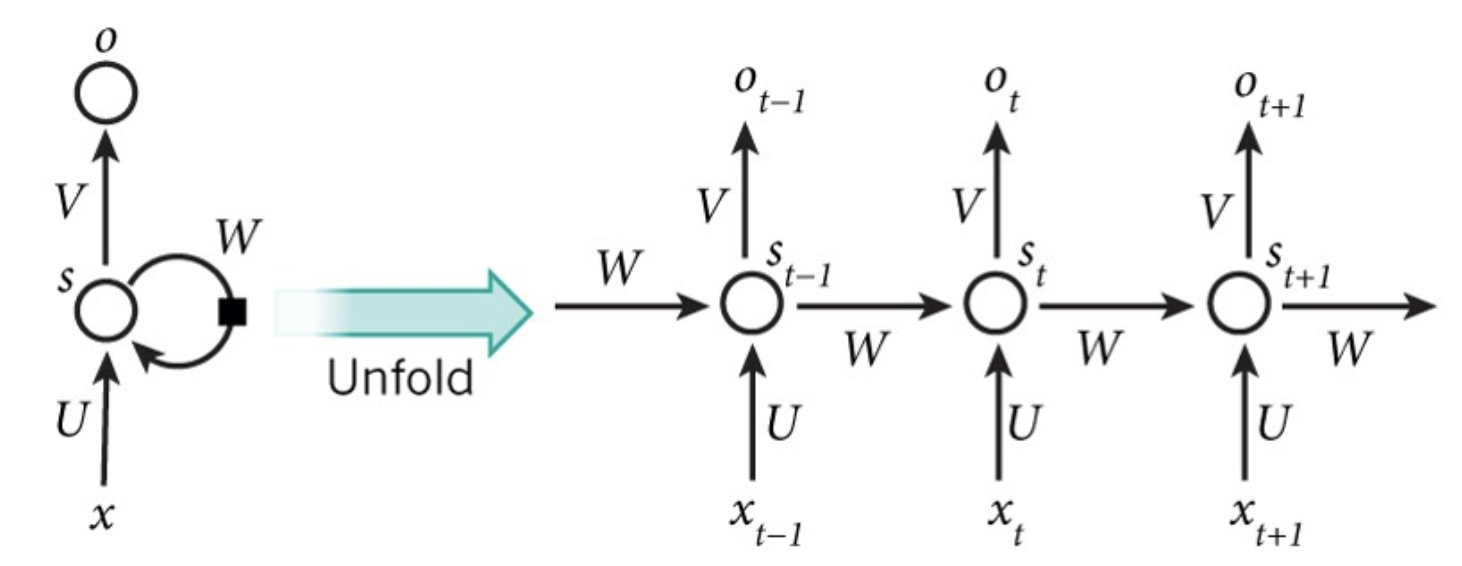 o
V
W
s
U
x
Unfold
o_{t-1} o_t o_{t+1}
V V V
W s_{t-1} s_t s_{t+1}
W W W
U U U
x_{t-1} x_t x_{t+1}